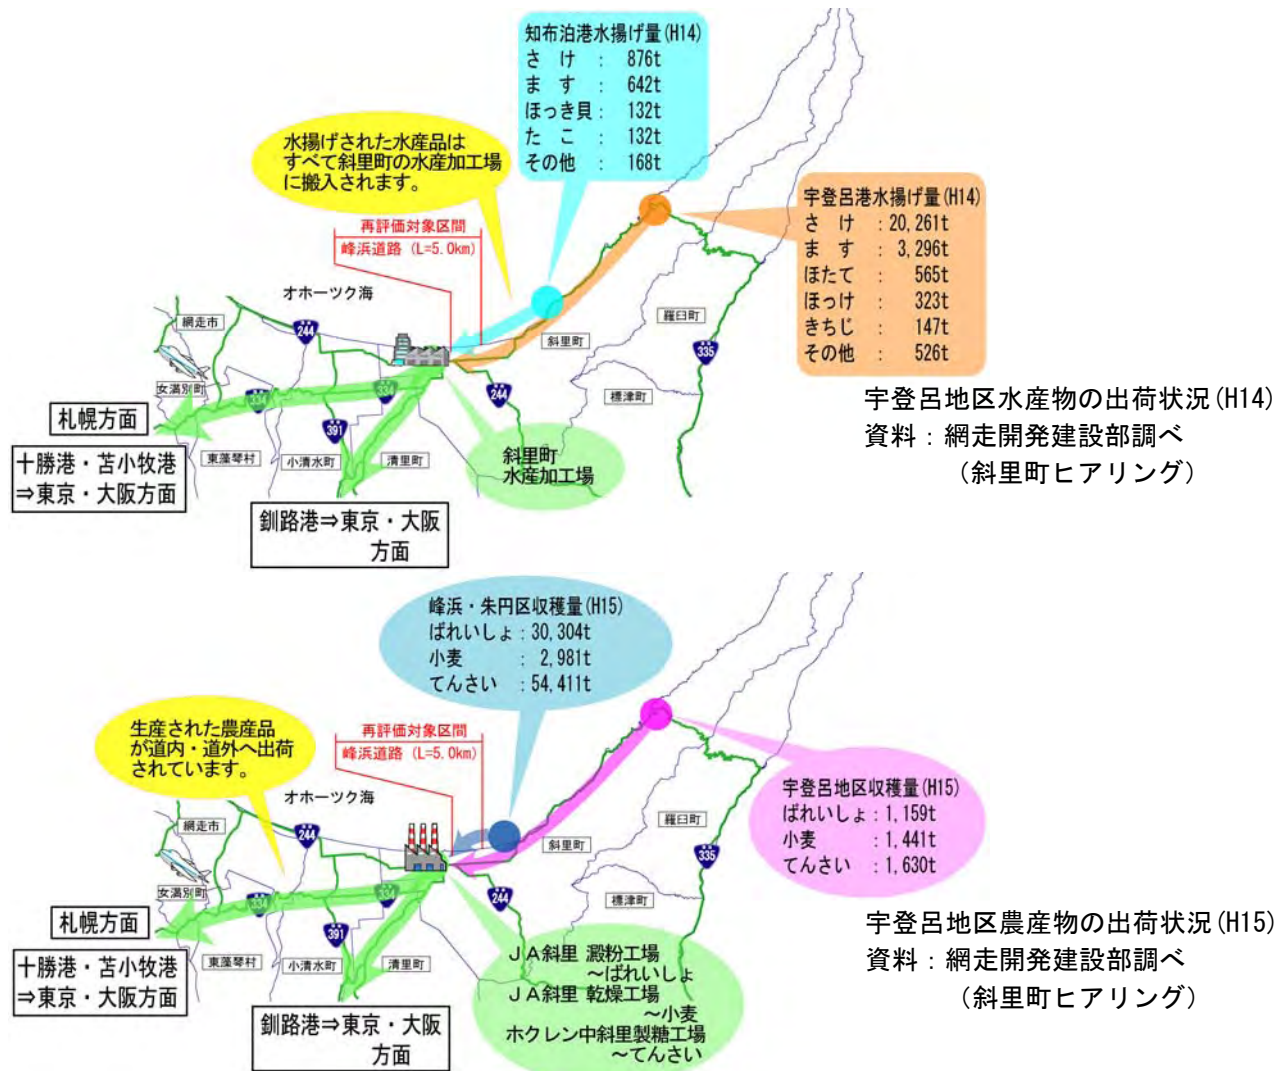 知布泊港水揚げ量(H14)
さけ : 876t
ます : 642t
ほっき貝 : 132t
たこ : 132t
その他 : 168t
水揚げされた水産品は
すべて斜里町の水産加工場
に搬入されます。
宇登呂港水揚げ量(H14)
さけ : 20,261t
ます : 3,296t
ほたて : 565t
ほっけ : 323t
きちじ : 147t
その他 : 526t
再評価対象区間
峰浜道路 (L=5.0km)
オホーツク海
網走市
244
斜里町
羅臼町
335
女満別町
334
334
244
標津町
391
札幌方面
東藻琴村
小清水町
清里町
斜里町
水産加工場
十勝港・苫小牧港
⇒東京・大阪方面
釧路港⇒東京・大阪
方面
宇登呂地区水産物の出荷状況(H14)
資料：網走開発建設部調べ
（斜里町ヒアリング）
峰浜・朱円区収穫量(H15)
ばれいしょ : 30,304t
小麦 : 2,981t
てんさい : 54,411t
生産された農産品
が道内・道外へ出荷
されています。
再評価対象区間
峰浜道路 (L=5.0km)
宇登呂地区収穫量(H15)
ばれいしょ : 1,159t
小麦 : 1,441t
てんさい : 1,630t
オホーツク海
網走市
244
斜里町
羅臼町
335
女満別町
334
334
244
標津町
391
札幌方面
東藻琴村
小清水町
清里町
ＪＡ斜里 澱粉工場
～ばれいしょ
ＪＡ斜里 乾燥工場
～小麦
ホクレン中斜里製糖工場
～てんさい
十勝港・苫小牧港
⇒東京・大阪方面
釧路港⇒東京・大阪
方面
宇登呂地区農産物の出荷状況(H15)
資料：網走開発建設部調べ
（斜里町ヒアリング）